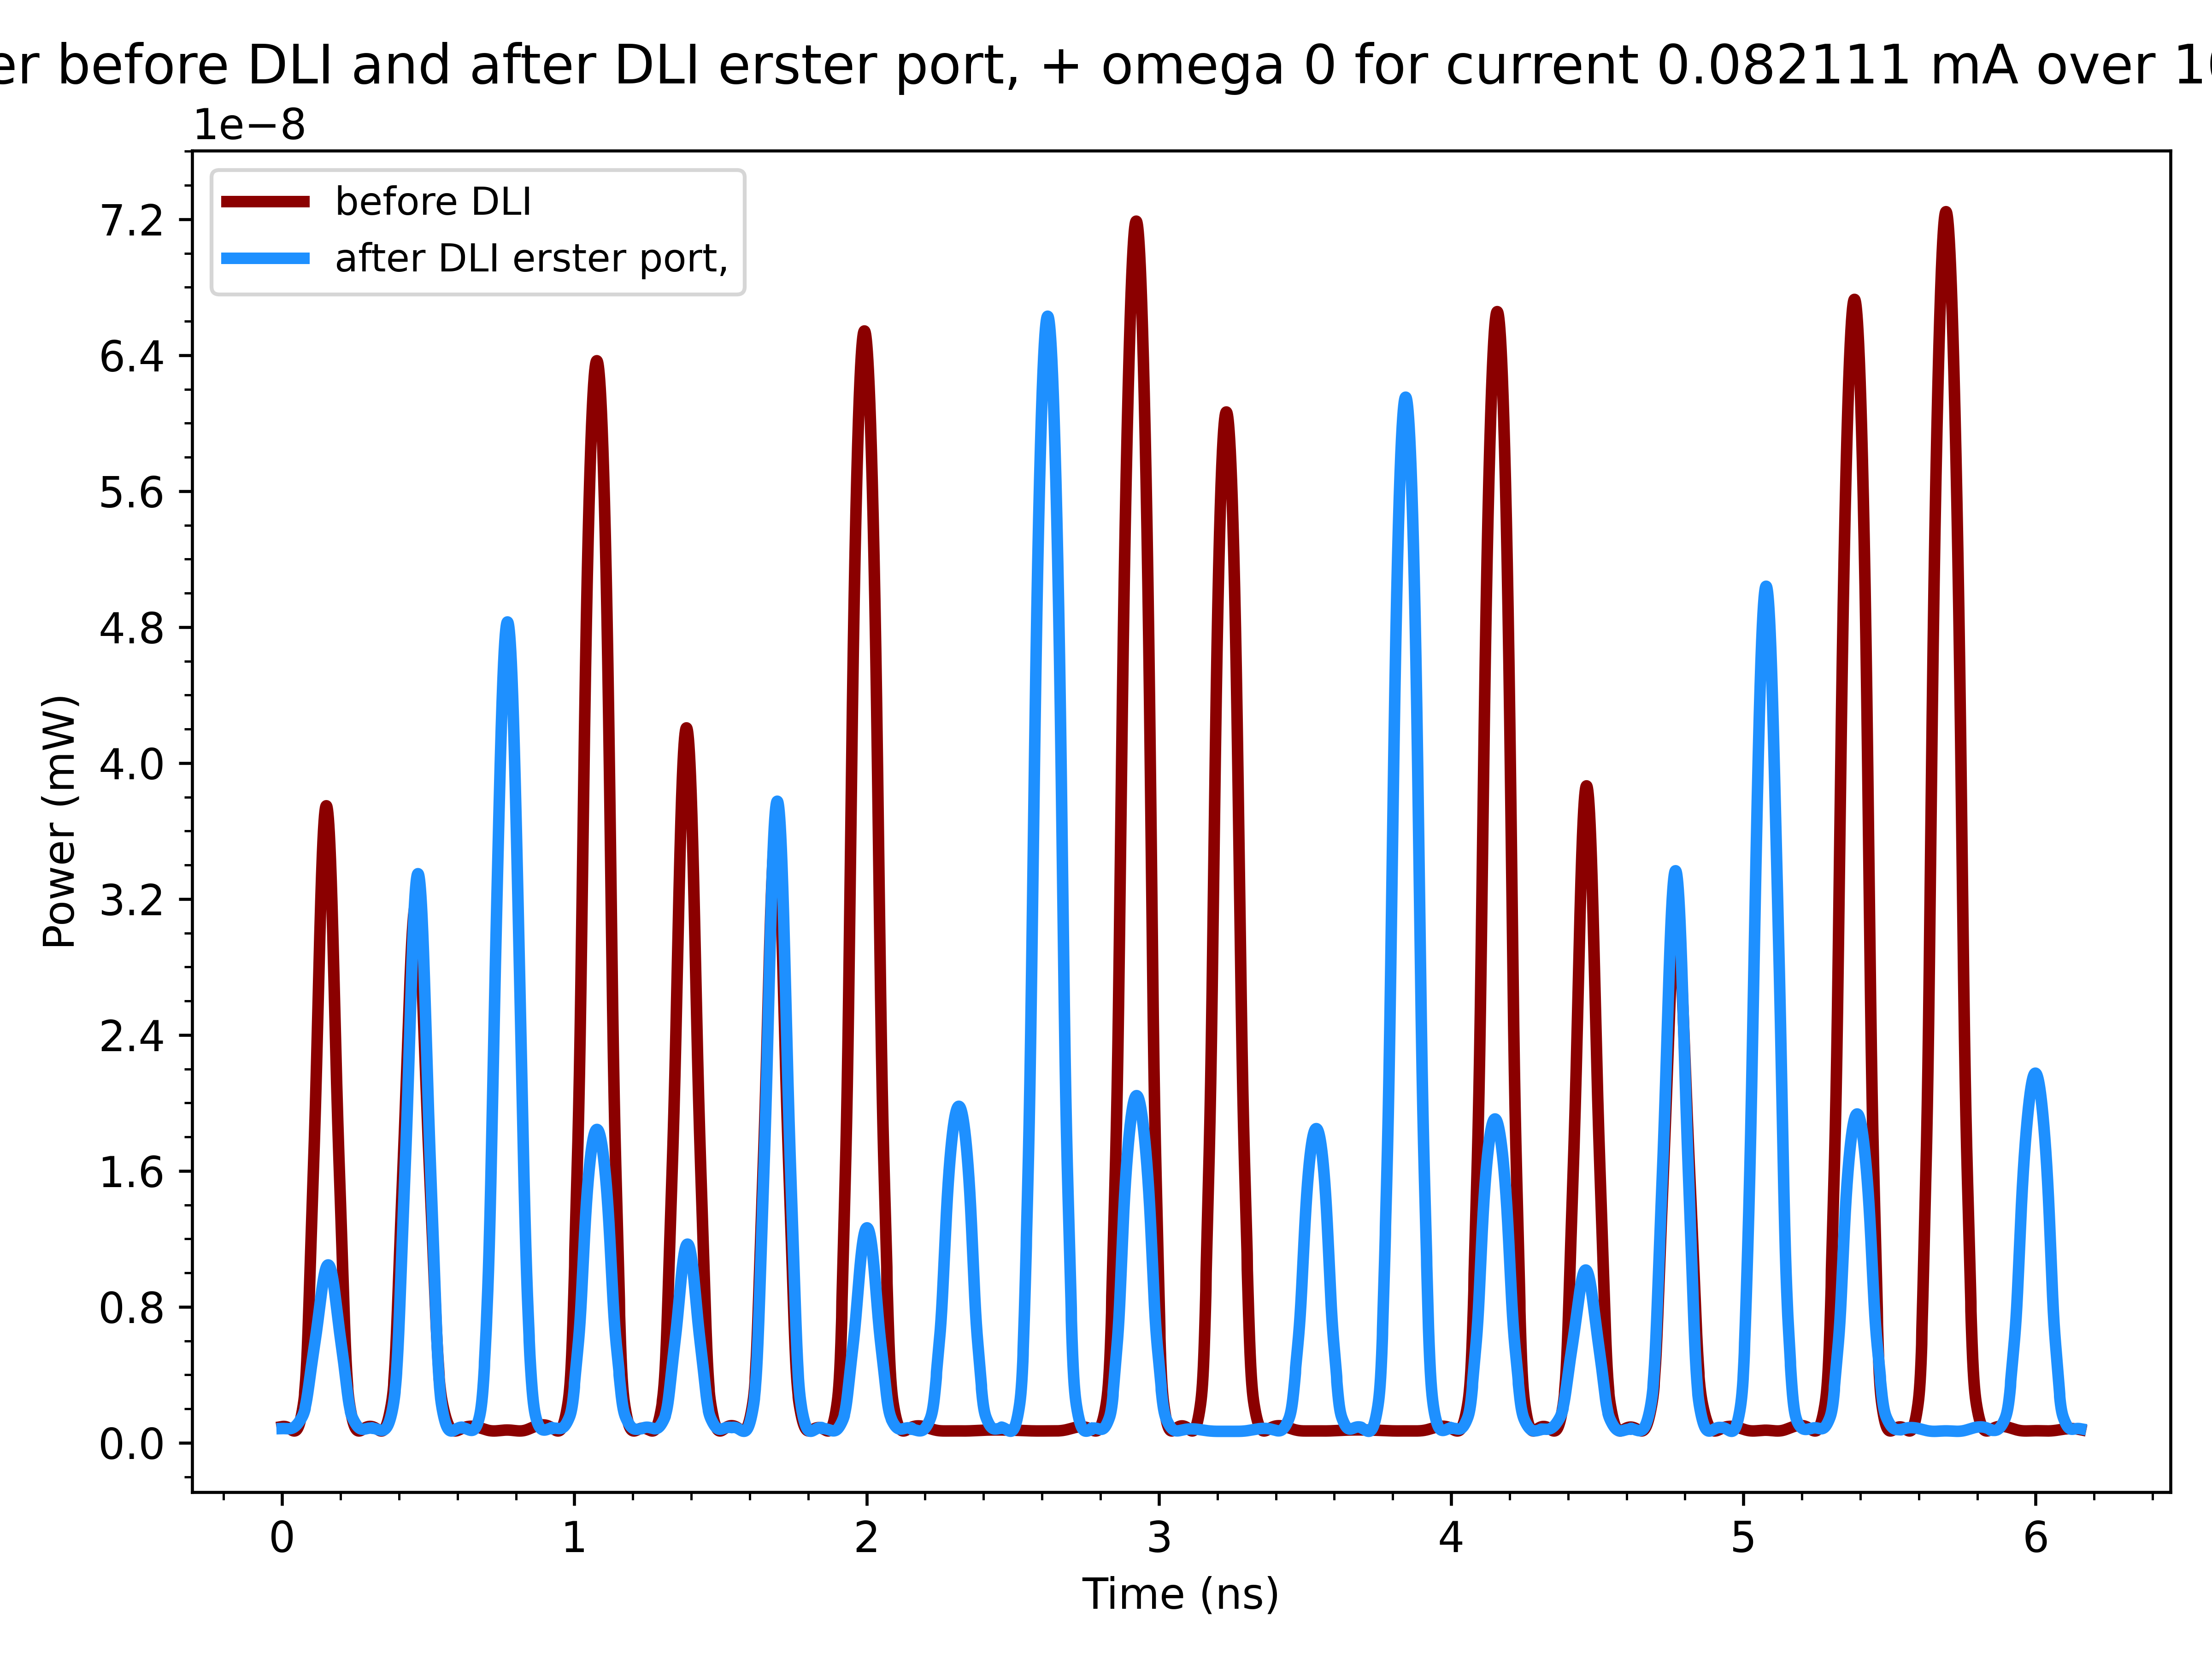 er before DLI and after DLI erster port, + omega 0 for current 0.082111 mA over 10
1e−8
before DLI
after DLI erster port,
7.2
6.4
5.6
4.8
4.0
3.2
2.4
1.6
0.8
0.0
Power (mW)
0 1 2 3 4 5 6
Time (ns)